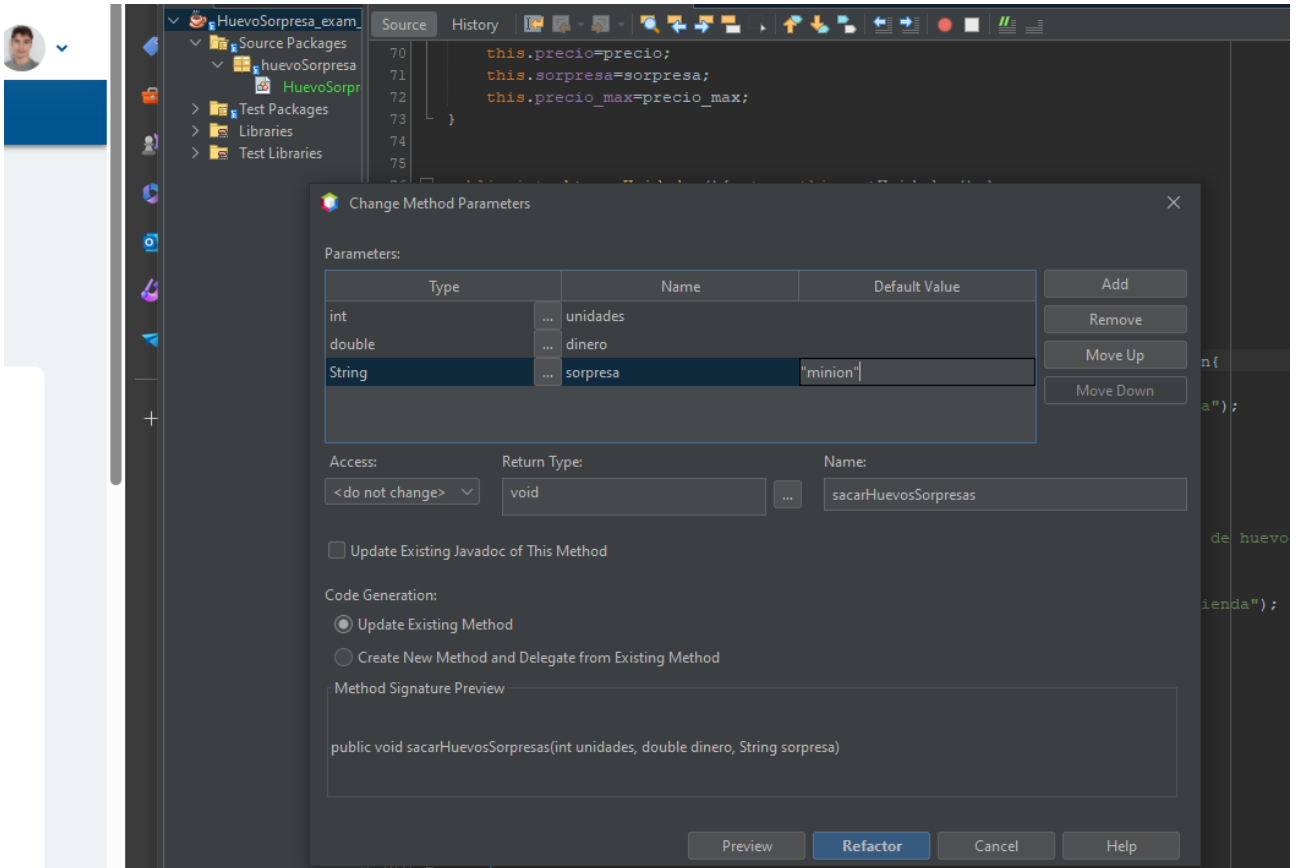 HuevoSorpresa_exam_
Source Packages
huevoSorpresa
HuevoSorpr
Test Packages
Libraries
Test Libraries
Source History
70 this.precio=precio;
71 this.sorpresa=sorpresa;
72 this.precio_max=precio_max;
73 }
74
75
Change Method Parameters
Parameters:
Type Name Default Value
int ... unidades
double ... dinero
String ... sorpresa "minion"
Add
Remove
Move Up
Move Down
n{
a");
Access: Return Type: Name:
<do not change> void ... sacarHuevosSorpresas
Update Existing Javadoc of This Method
de huevo
Code Generation:
ienda");
Update Existing Method
Create New Method and Delegate from Existing Method
Method Signature Preview
public void sacarHuevosSorpresas(int unidades, double dinero, String sorpresa)
Preview Refactor Cancel Help